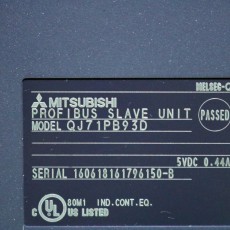 MELSEC-Q
MITSUBISHI
PROFIBUS SLAVE UNIT
MODEL QJ71PB93D
PASSED
5VDC 0.44A
SERIAL 160618161796150-B
80M1 IND.CONT.EQ.
C UL US LISTED